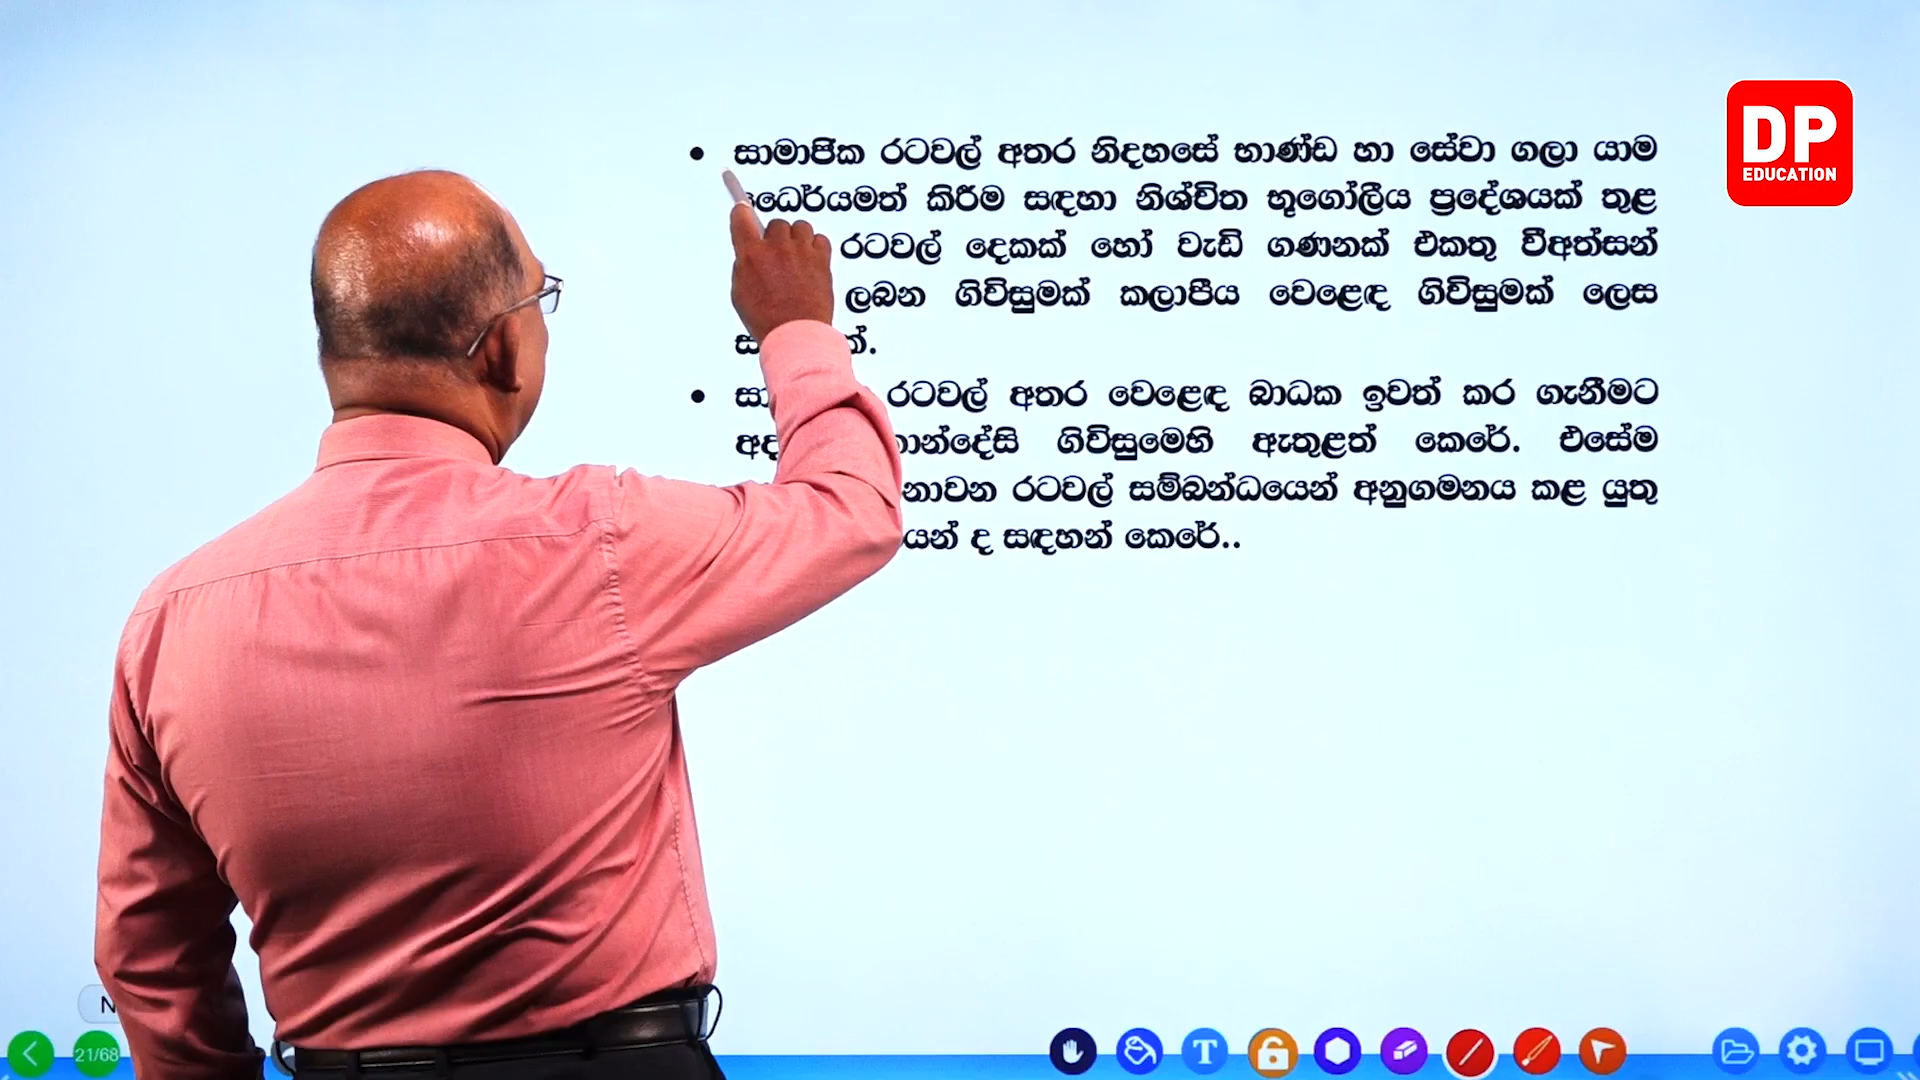 • සාමාජික රටවල් අතර නිදහසේ භාණ්ඩ හා සේවා ගලා යාම
ධෛර්යමත් කිරීම සඳහා නිශ්චිත භූගෝලීය ප්‍රදේශයක් තුළ
රටවල් දෙකක් හෝ වැඩි ගණනක් එකතු වීඅත්සන්
ලබන ගිවිසුමක් කලාපීය වෙළෙඳ ගිවිසුමක් ලෙස
• රටවල් අතර වෙළෙඳ බාධක ඉවත් කර ගැනීමට
ගිවිසුමෙහි ඇතුළත් කෙරේ. එසේම
රටවල් සම්බන්ධයෙන් අනුගමනය කළ යුතු
ද සඳහන් කෙරේ..
DP
EDUCATION
21/68
T